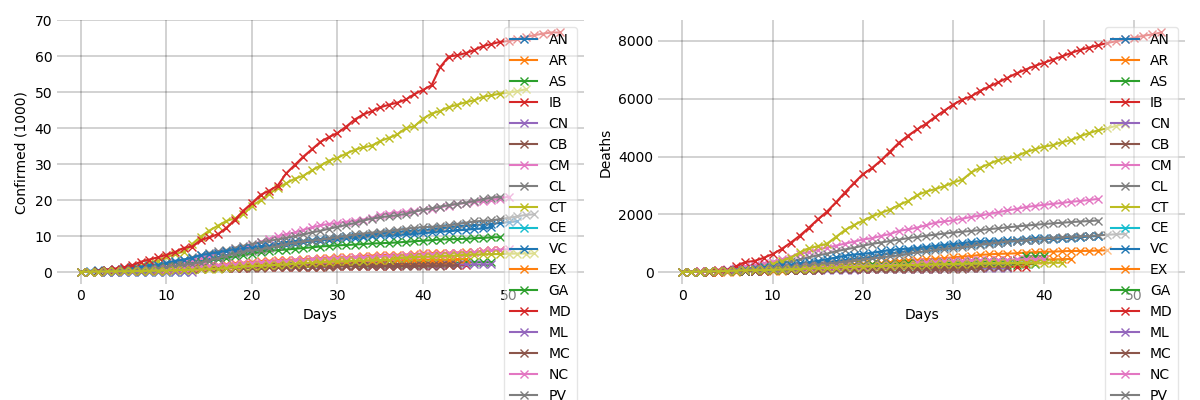 70
60
50
40
30
20
10
0
Confirmed (1000)
0 10 20 30 40 50
Days
AN
AR
AS
IB
CN
CB
CM
CL
CT
CE
VC
EX
GA
MD
ML
MC
NC
PV
8000
6000
4000
2000
0
Deaths
0 10 20 30 40 50
Days
AN
AR
AS
IB
CN
CB
CM
CL
CT
CE
VC
EX
GA
MD
ML
MC
NC
PV